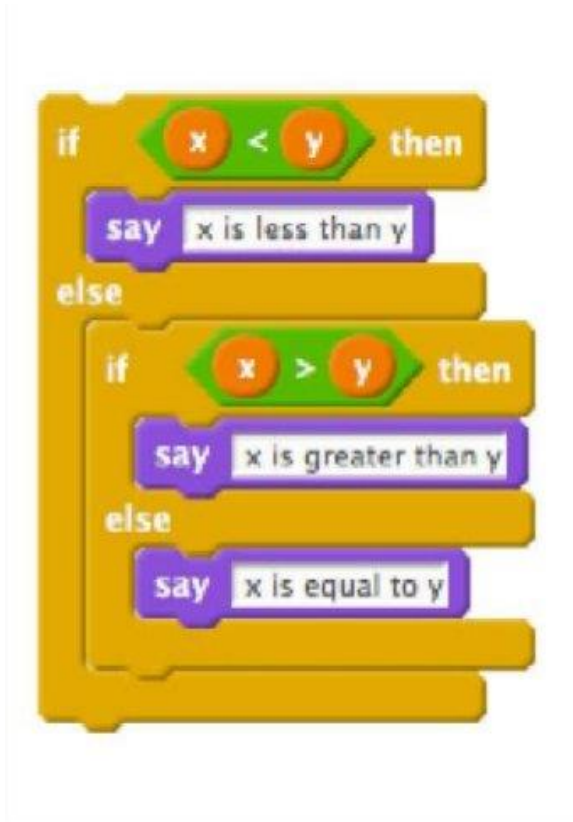 if x < y then
say x is less than y
else
if x > y then
say x is greater than y
else
say x is equal to y